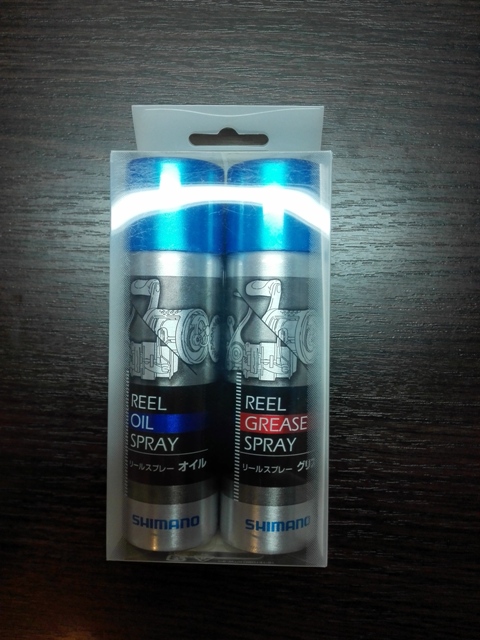 REEL
OIL
SPRAY
リールスプレー オイル
SHIMANO
REEL
GREASE
SPRAY
リールスプレー グリス
SHIMANO